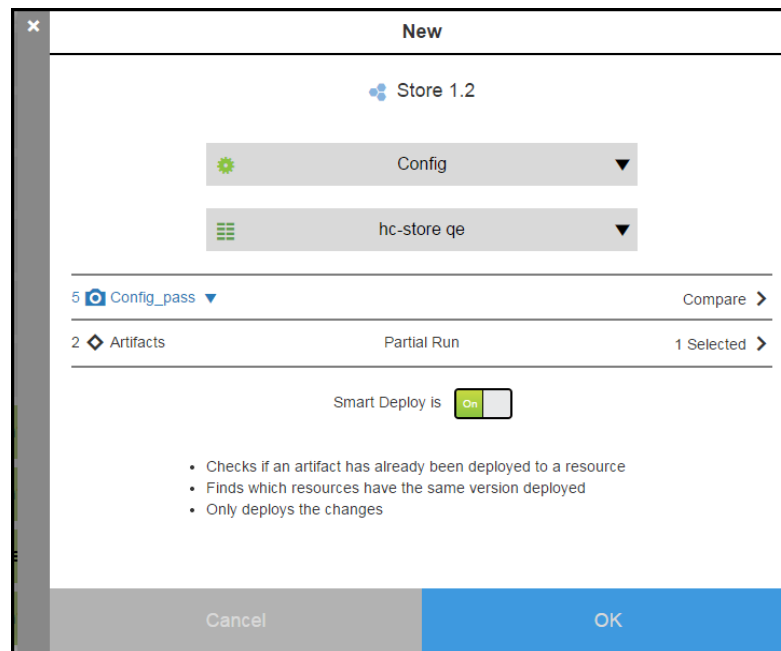 New
Store 1.2
Config
hc-store qe
5 Config_pass Compare
2 Artifacts Partial Run 1 Selected
Smart Deploy is On
• Checks if an artifact has already been deployed to a resource
• Finds which resources have the same version deployed
• Only deploys the changes
Cancel OK